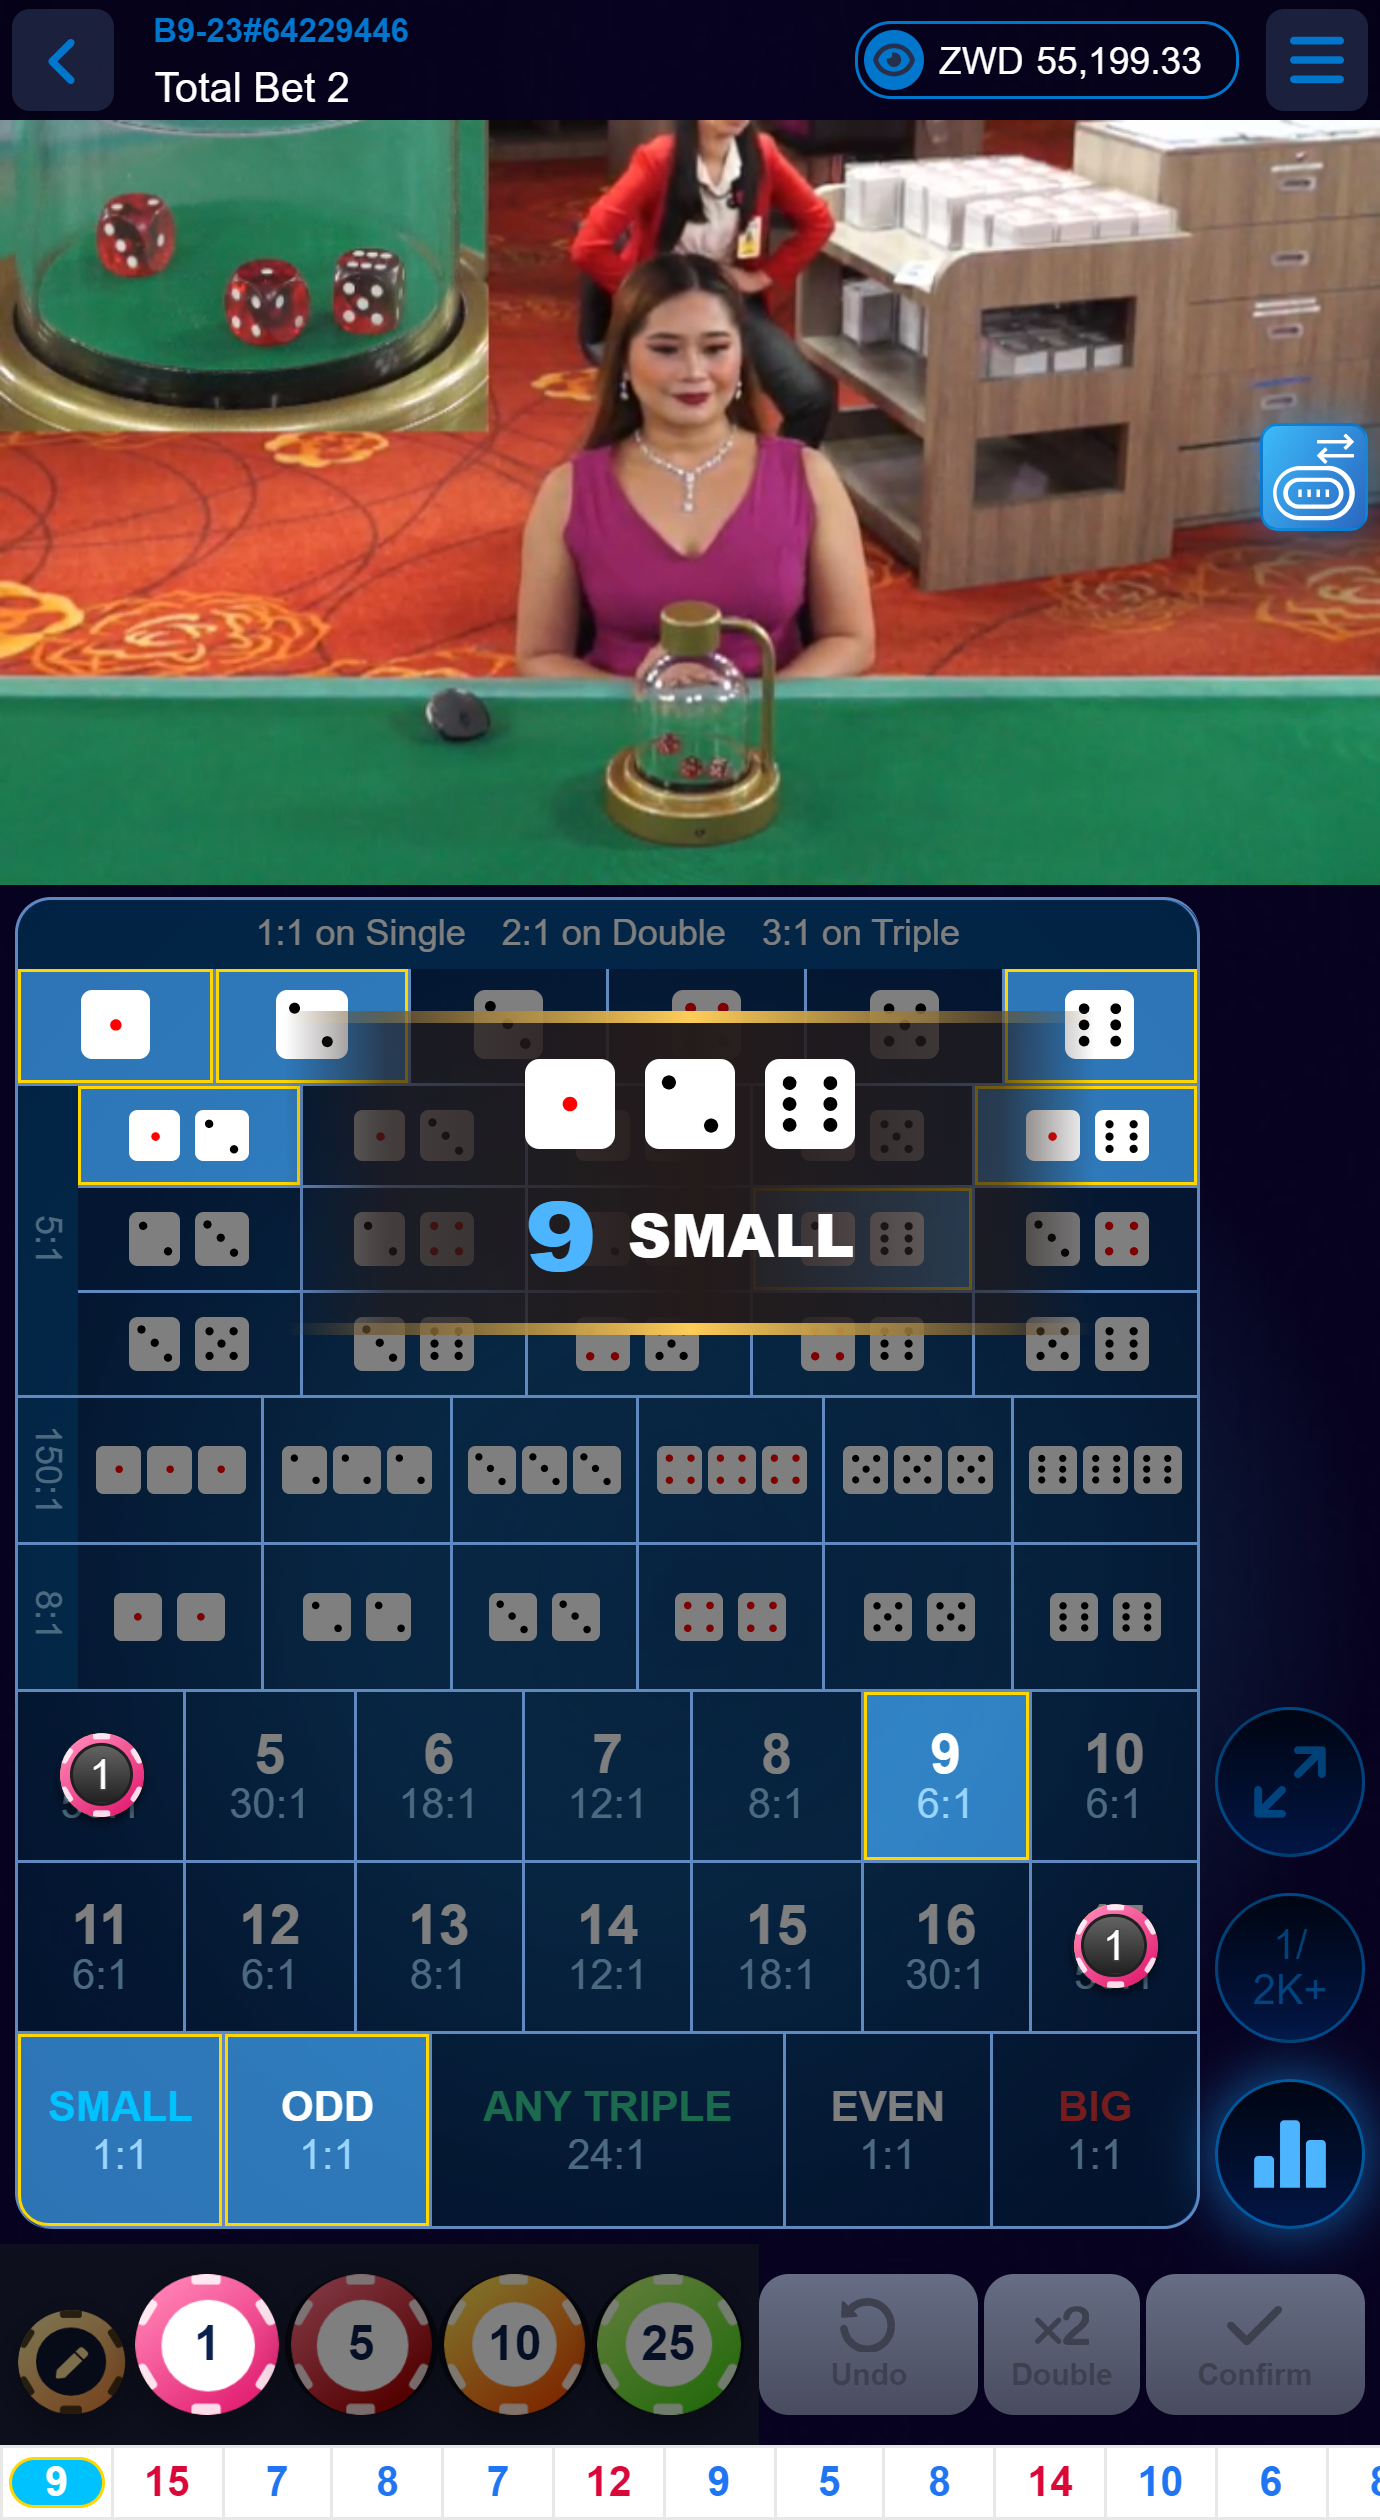 B9-23#64229446
Total Bet 2
ZWD 55,199.33
1:1 on Single 2:1 on Double 3:1 on Triple
9 SMALL
5:1
150:1
8:1
1
5 6 7 8 9 10
30:1 18:1 12:1 8:1 6:1 6:1
11 12 13 14 15 16
1
6:1 6:1 8:1 12:1 18:1 30:1
1/
2K+
SMALL ODD ANY TRIPLE EVEN BIG
1:1 1:1 24:1 1:1 1:1
1 5 10 25
x2
Undo Double Confirm
9 15 7 8 7 12 9 5 8 14 10 6